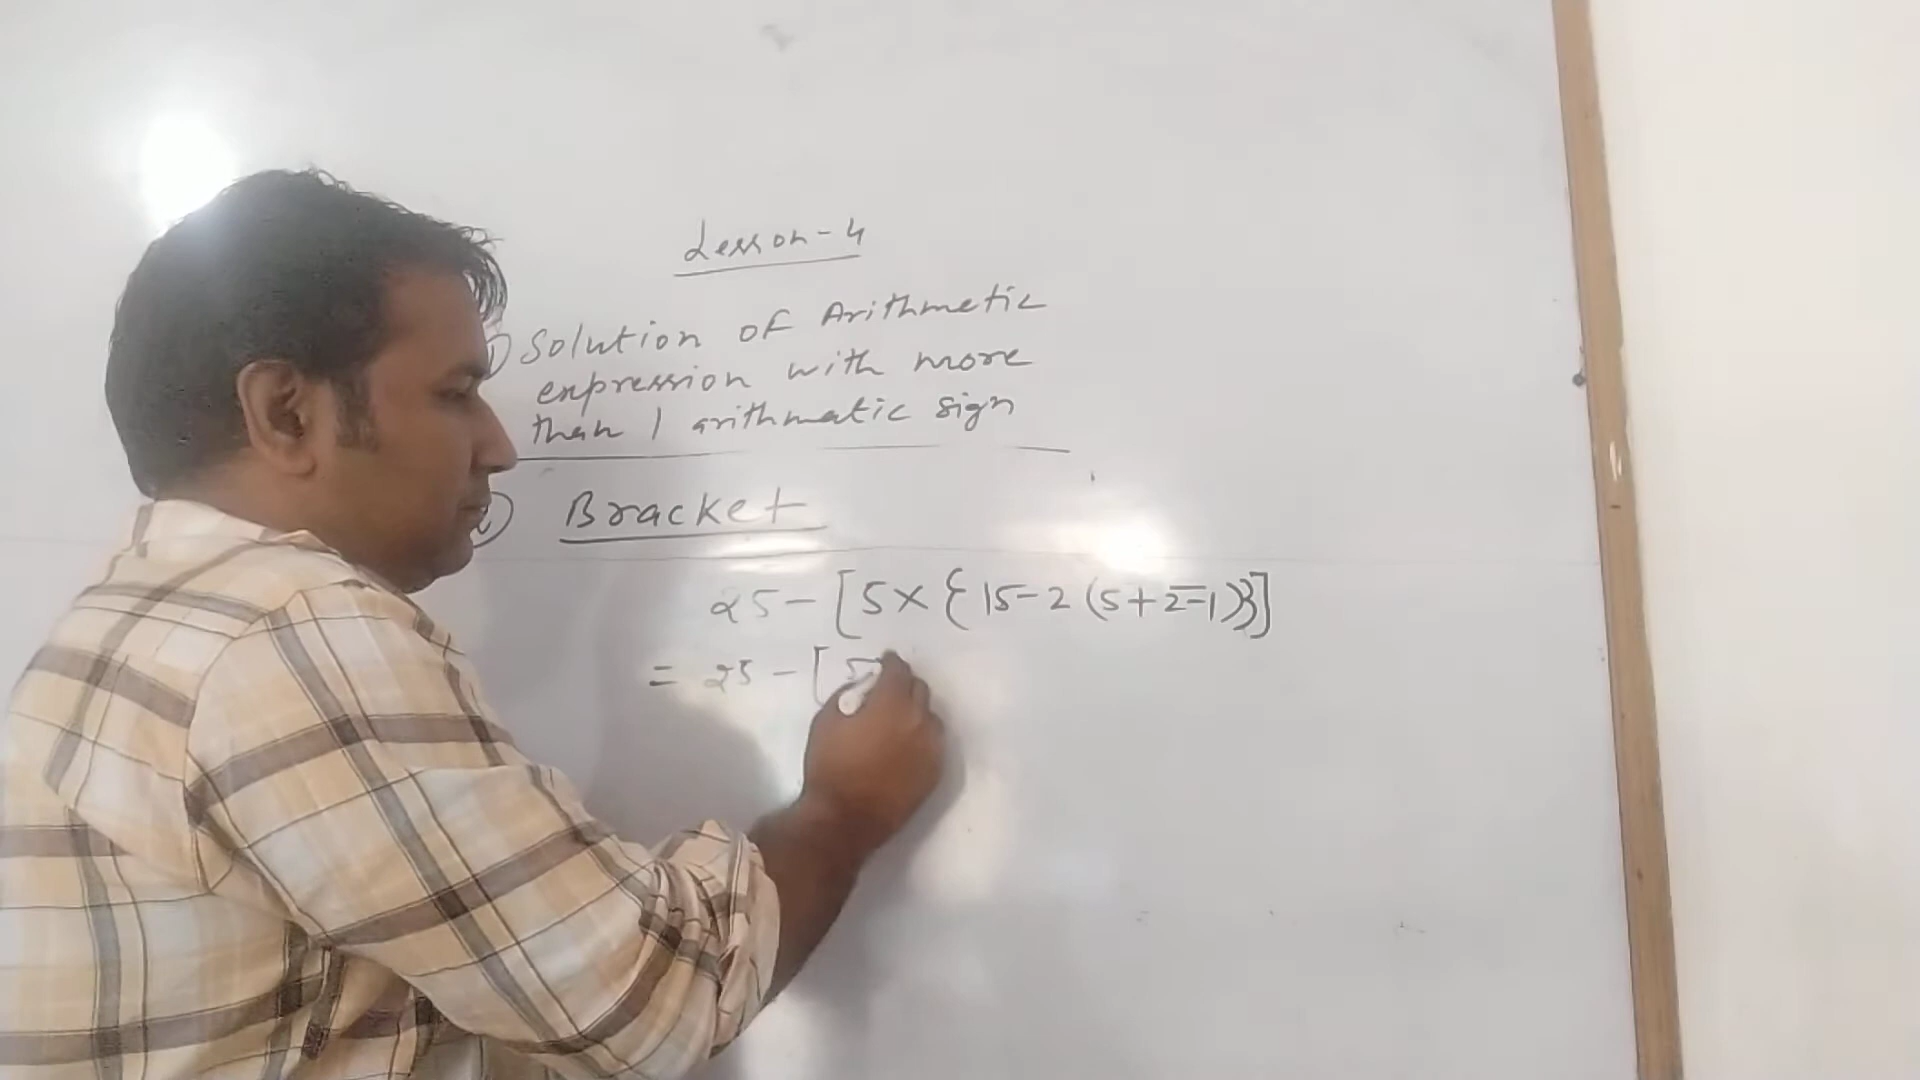 Lesson-4
1) Solution of Arithmetic
expression with more
than 1 arithmatic sign
Bracket
25-[5×{15-2(5+2̅-̅1̅)}]
= 25-[5